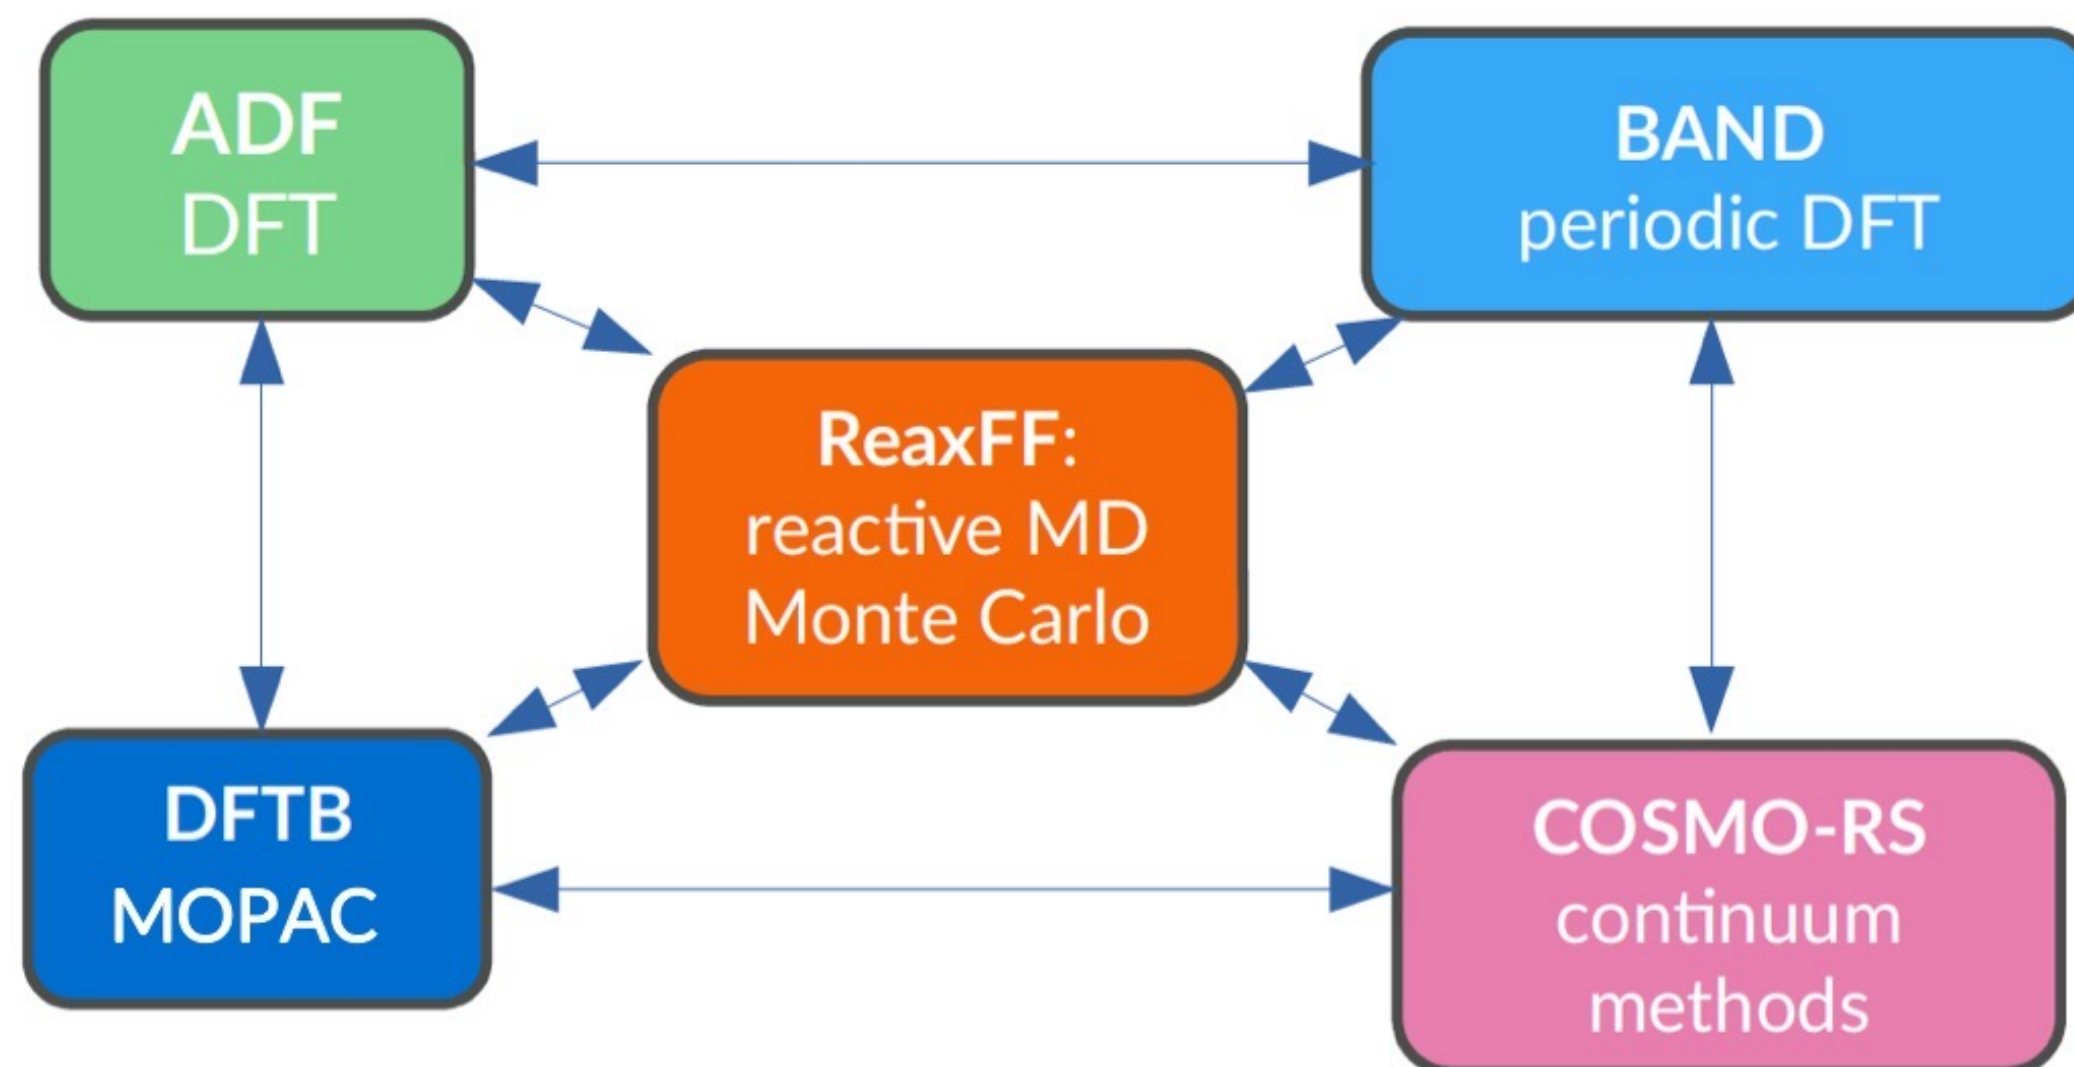 ADF
DFT
BAND
periodic DFT
ReaxFF:
reactive MD
Monte Carlo
DFTB
MOPAC
COSMO-RS
continuum
methods